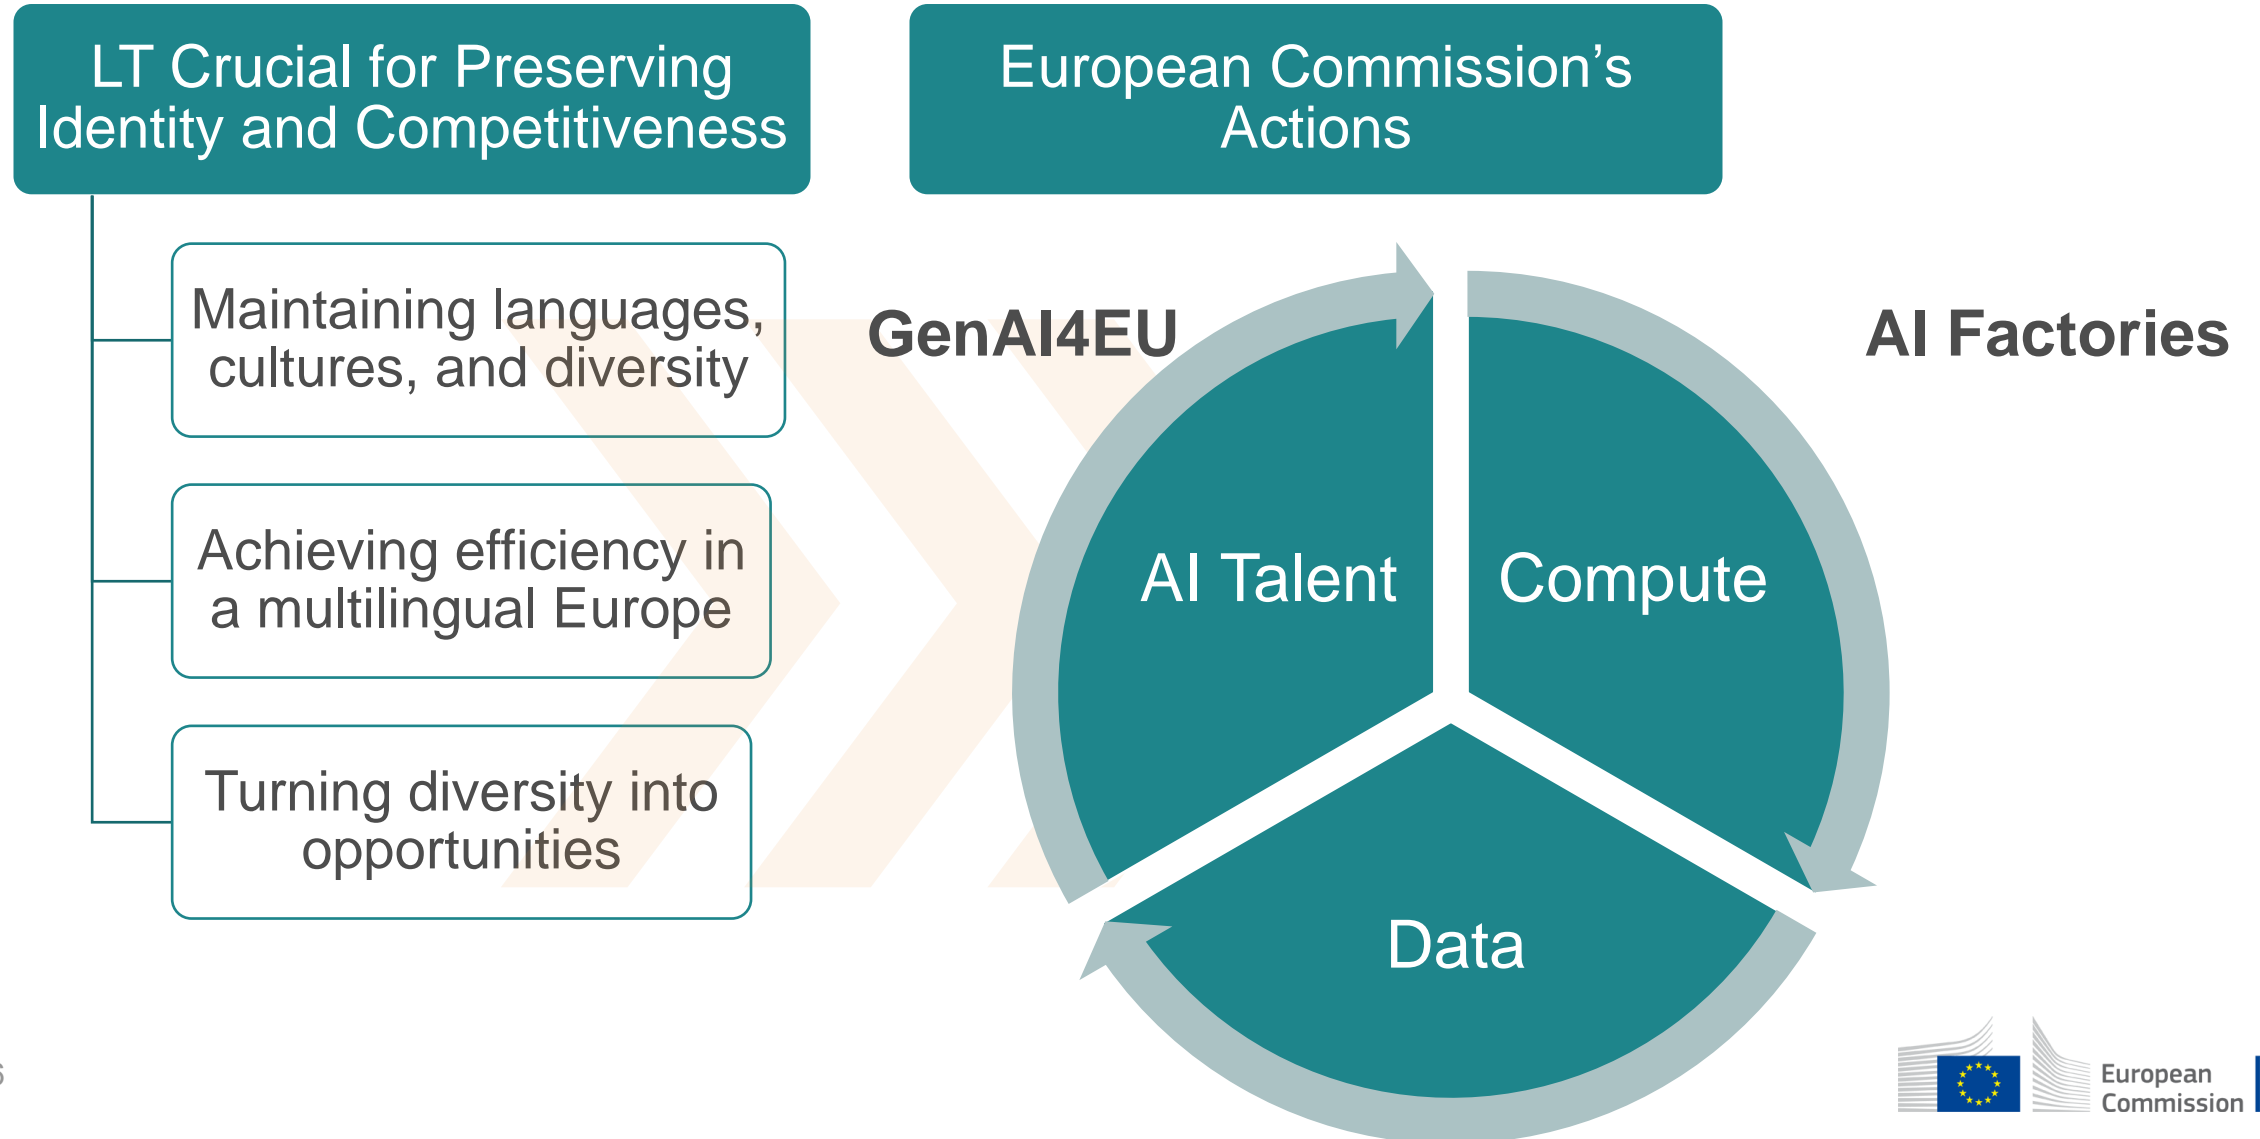 LT Crucial for Preserving
Identity and Competitiveness
Maintaining languages,
cultures, and diversity
Achieving efficiency in
a multilingual Europe
Turning diversity into
opportunities
European Commission’s
Actions
GenAI4EU
AI Factories
AI Talent
Compute
Data
European
Commission